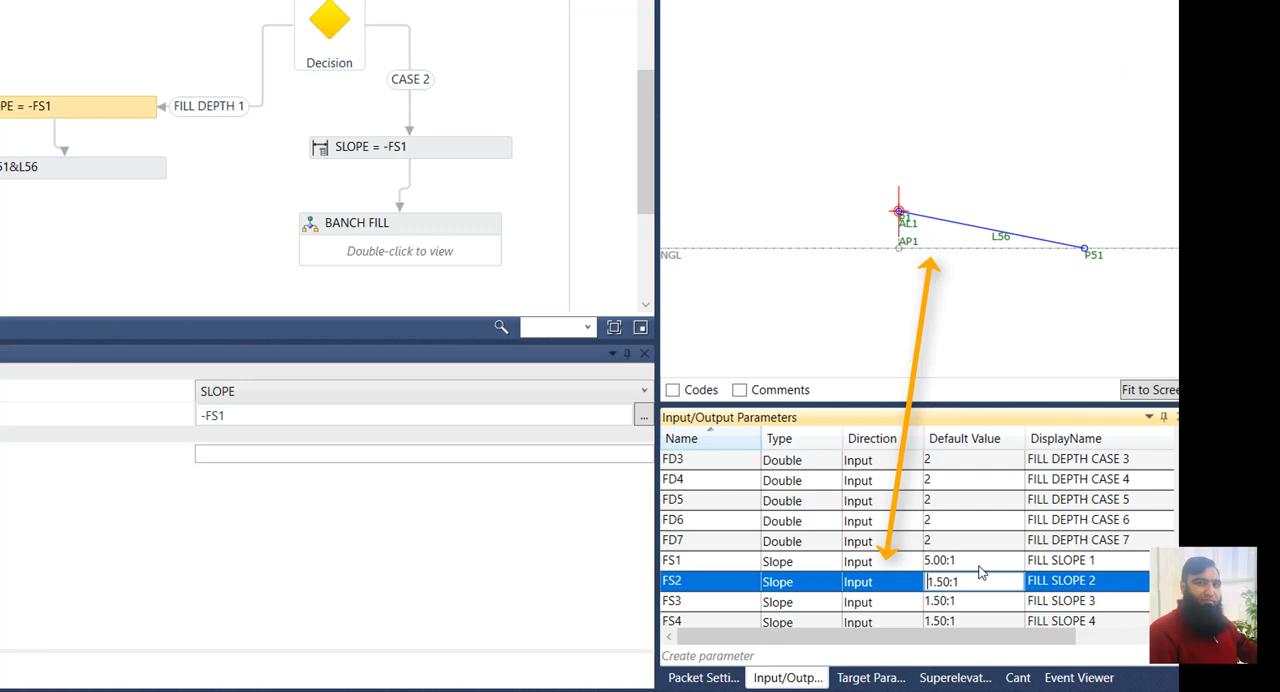 Decision
CASE 2
PE = -FS1
FILL DEPTH 1
SLOPE = -FS1
51&L56
BANCH FILL
Double-click to view
SLOPE
-FS1
...
AL1
AP1
L56
NGL
P51
Codes
Comments
Fit to Scree
Input/Output Parameters
Name Type Direction Default Value DisplayName
FD3 Double Input 2 FILL DEPTH CASE 3
FD4 Double Input 2 FILL DEPTH CASE 4
FD5 Double Input 2 FILL DEPTH CASE 5
FD6 Double Input 2 FILL DEPTH CASE 6
FD7 Double Input 2 FILL DEPTH CASE 7
FS1 Slope Input 5.00:1 FILL SLOPE 1
FS2 Slope Input 1.50:1 FILL SLOPE 2
FS3 Slope Input 1.50:1 FILL SLOPE 3
FS4 Slope Input 1.50:1 FILL SLOPE 4
Create parameter
Packet Setti... Input/Outp... Target Para... Superelevat... Cant Event Viewer